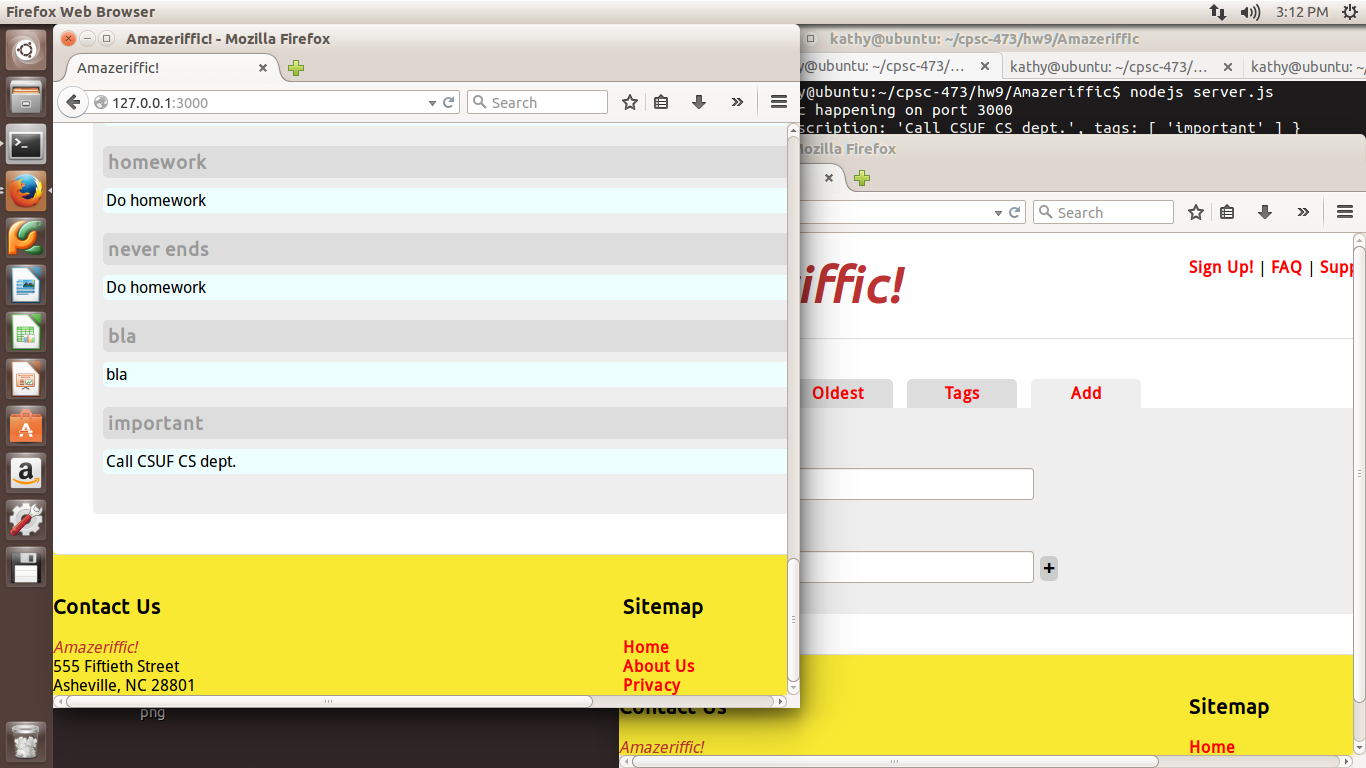 Firefox Web Browser
3:12 PM
Amazeriffic! - Mozilla Firefox
Amazeriffic!
127.0.0.1:3000
Search
homework
Do homework
never ends
Do homework
bla
bla
important
Call CSUF CS dept.
Contact Us
Amazeriffic!
555 Fiftieth Street
Asheville, NC 28801
Sitemap
Home
About Us
Privacy
png
kathy@ubuntu: ~/cpsc-473/hw9/Amazeriffic
y@ubuntu: ~/cpsc-473/...
kathy@ubuntu: ~/cpsc-473/...
kathy@ubuntu: ~/cpsc-473/
y@ubuntu:~/cpsc-473/hw9/Amazeriffic$ nodejs server.js
c happening on port 3000
scription: 'Call CSUF CS dept.', tags: [ 'important' ] }
Mozilla Firefox
Search
iffic!
Sign Up! | FAQ | Supp
Oldest
Tags
Add
+
Contact Us
Amazeriffic!
Sitemap
Home